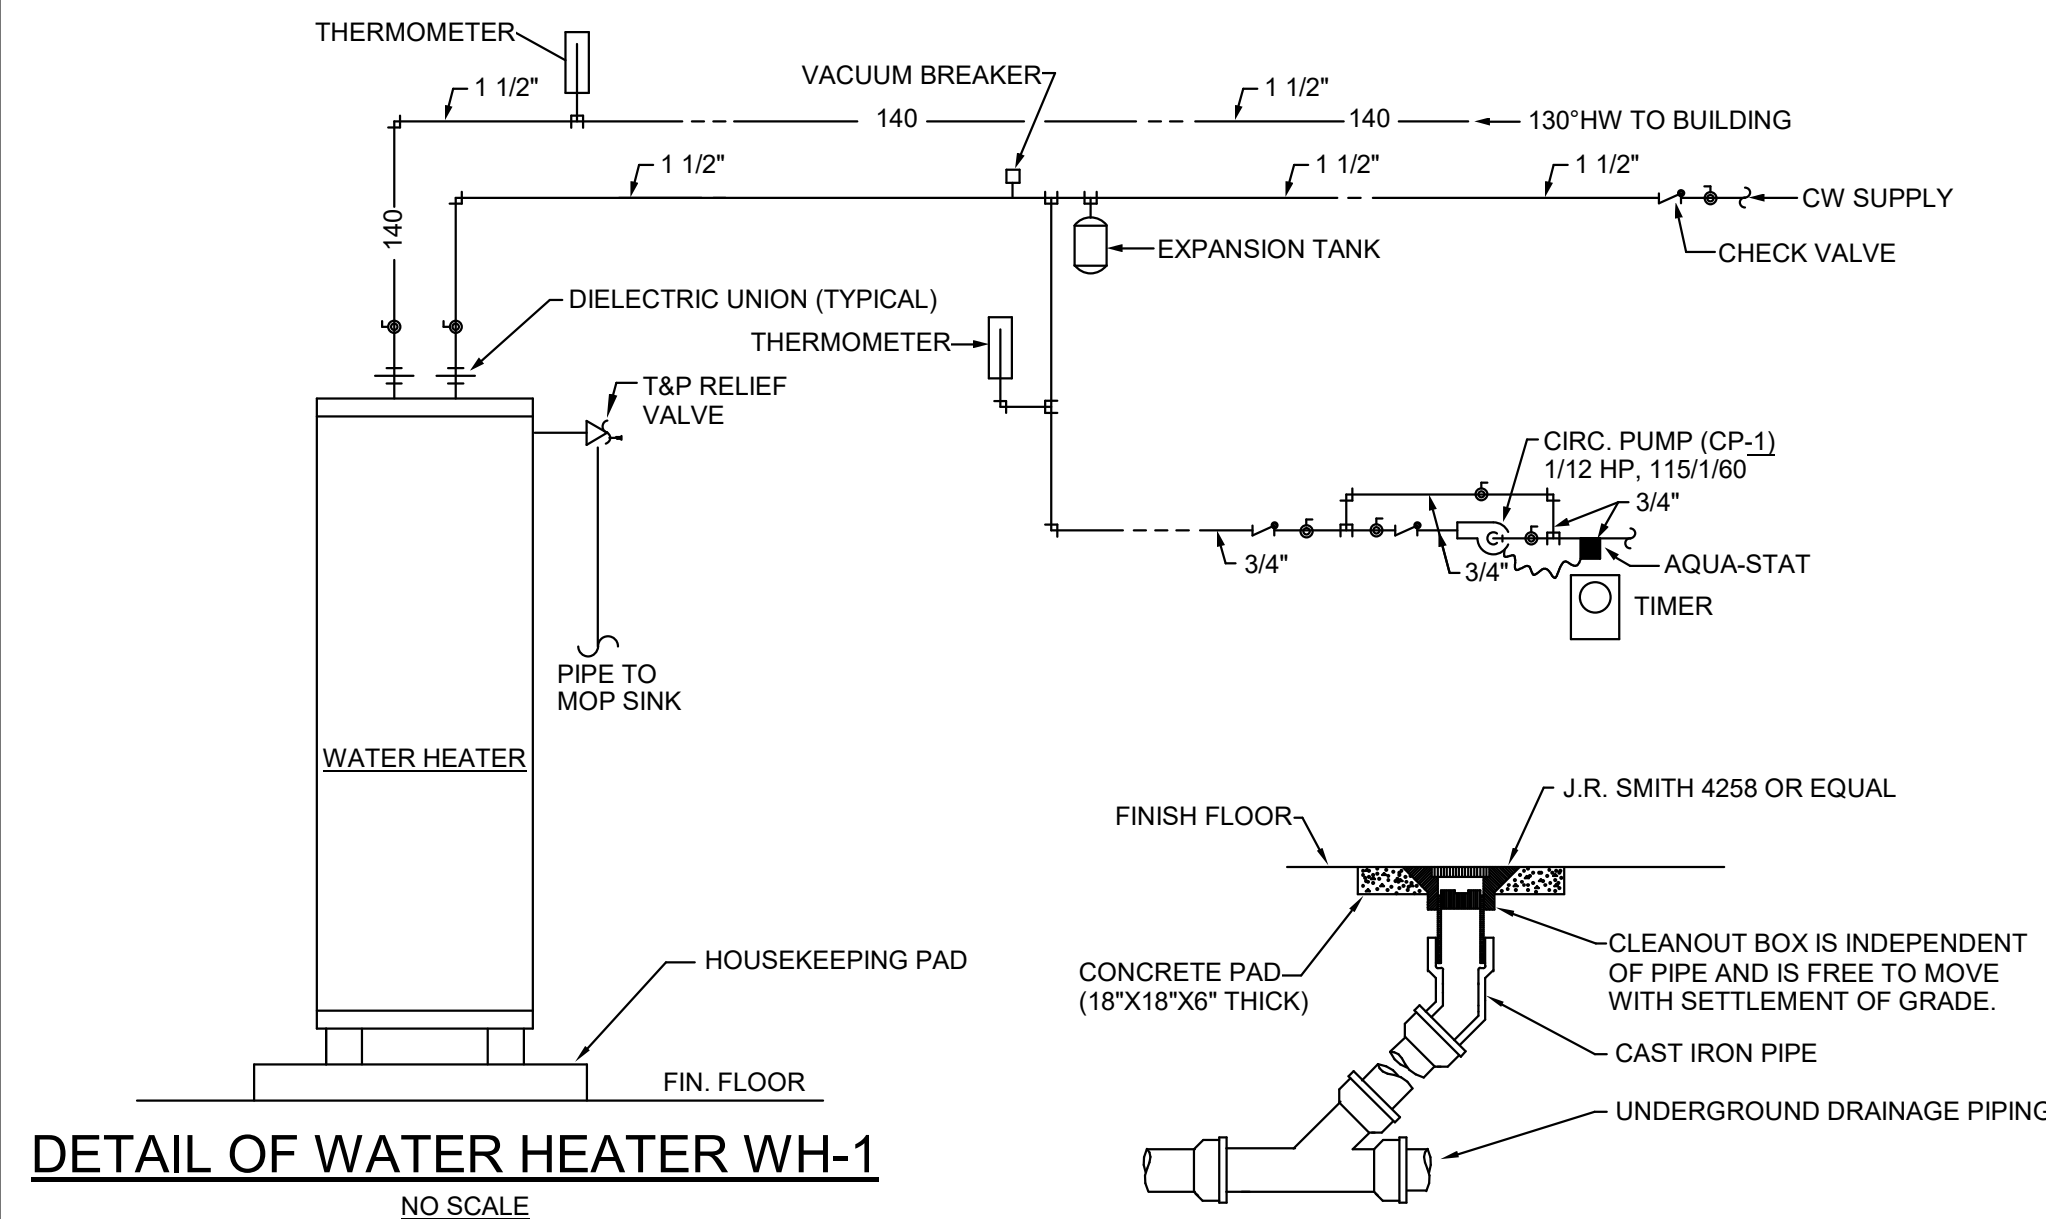 THERMOMETER
1 1/2"
VACUUM BREAKER
1 1/2"
140
140
130°HW TO BUILDING
1 1/2"
1 1/2"
1 1/2"
CW SUPPLY
140
EXPANSION TANK
CHECK VALVE
DIELECTRIC UNION (TYPICAL)
THERMOMETER
T&P RELIEF
VALVE
CIRC. PUMP (CP-1)
1/12 HP, 115/1/60
3/4"
3/4"
3/4"
AQUA-STAT
TIMER
PIPE TO
MOP SINK
WATER HEATER
HOUSEKEEPING PAD
FIN. FLOOR
DETAIL OF WATER HEATER WH-1
NO SCALE
J.R. SMITH 4258 OR EQUAL
FINISH FLOOR
CLEANOUT BOX IS INDEPENDENT
OF PIPE AND IS FREE TO MOVE
WITH SETTLEMENT OF GRADE.
CONCRETE PAD
(18"X18"X6" THICK)
CAST IRON PIPE
UNDERGROUND DRAINAGE PIPING